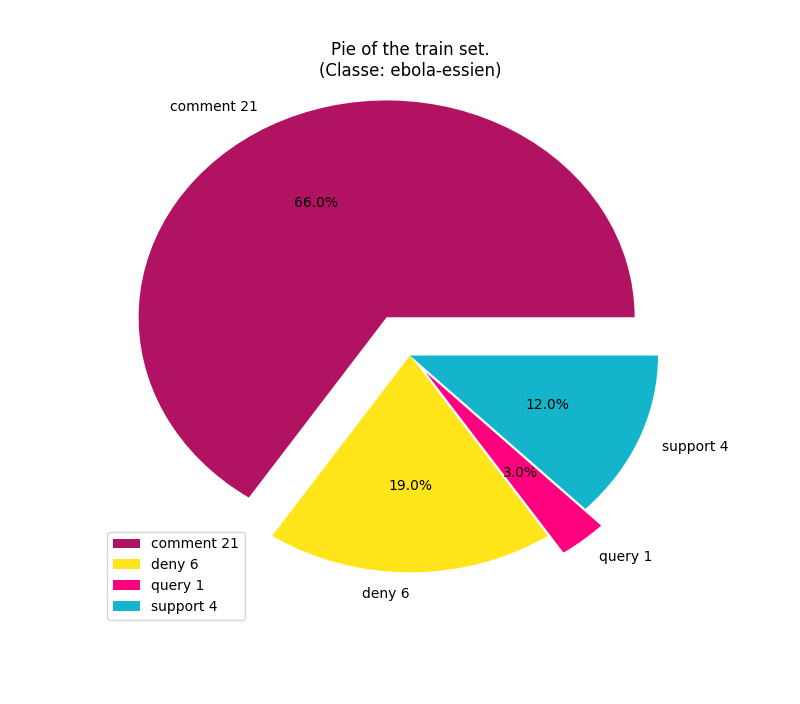 Pie of the train set.
(Classe: ebola-essien)
comment 21
66.0%
12.0%
support 4
3.0%
19.0%
query 1
deny 6
comment 21
deny 6
query 1
support 4